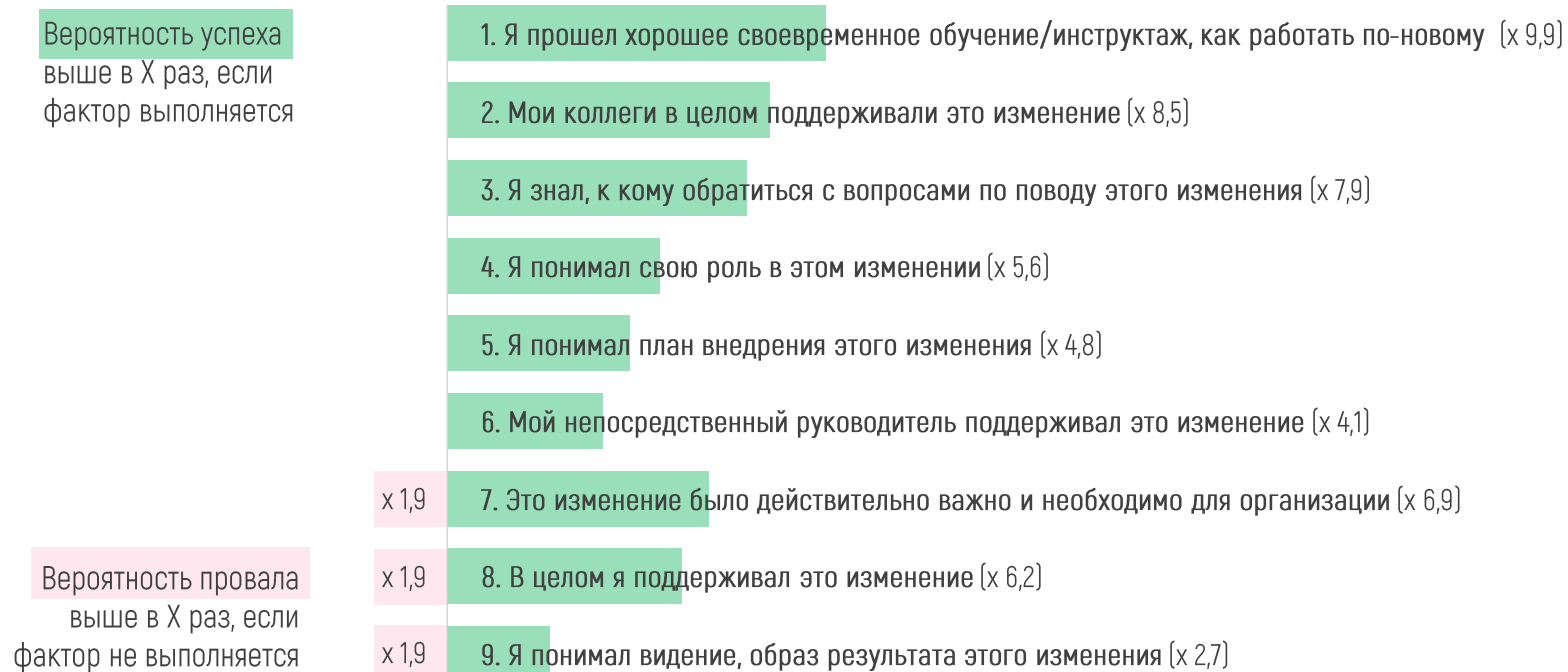 Вероятность успеха
выше в X раз, если
фактор выполняется
1. Я прошел хорошее своевременное обучение/инструктаж, как работать по-новому (x 9,9)
2. Мои коллеги в целом поддерживали это изменение (x 8,5)
3. Я знал, к кому обратиться с вопросами по поводу этого изменения (x 7,9)
4. Я понимал свою роль в этом изменении (x 5,6)
5. Я понимал план внедрения этого изменения (x 4,8)
6. Мой непосредственный руководитель поддерживал это изменение (x 4,1)
x 1,9 7. Это изменение было действительно важно и необходимо для организации (x 6,9)
x 1,9 8. В целом я поддерживал это изменение (x 6,2)
x 1,9 9. Я понимал видение, образ результата этого изменения (x 2,7)
Вероятность провала
выше в X раз, если
фактор не выполняется